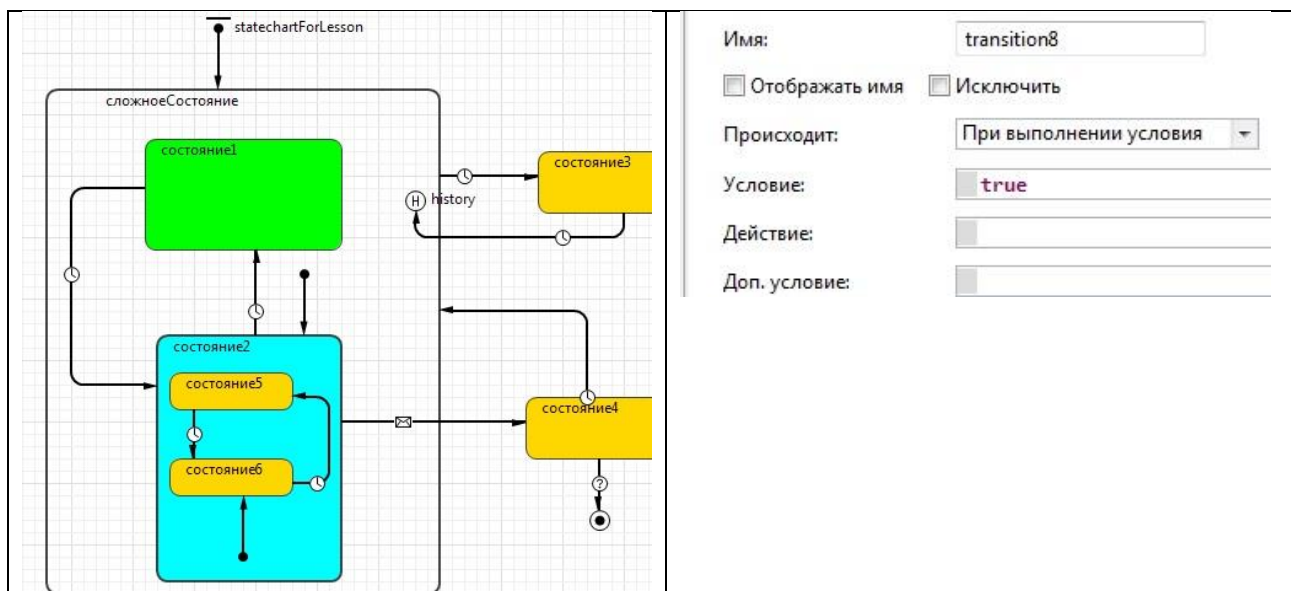 statechartForLesson
сложноеСостояние
состояние1
состояние3
H history
состояние2
состояние5
состояние4
состояние6
?
Имя: transition8
Отображать имя Исключить
Происходит: При выполнении условия
Условие: true
Действие:
Доп. условие: